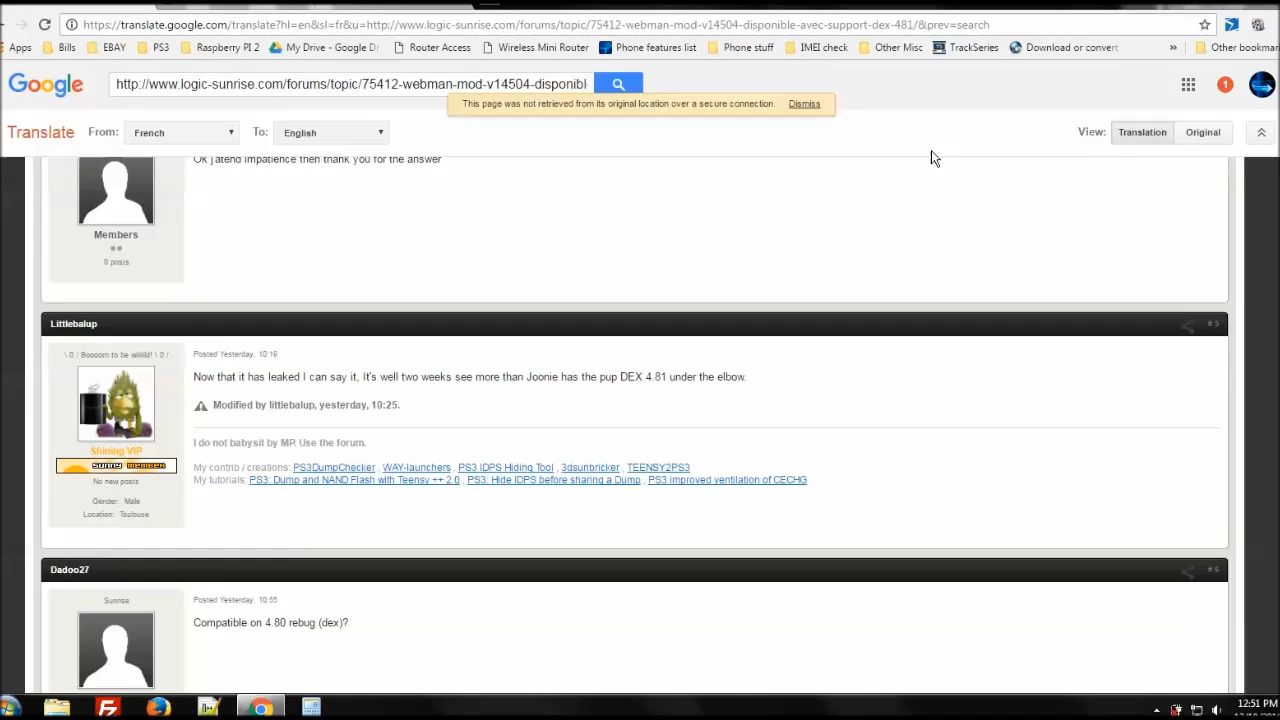 https://translate.google.com/translate?hl=en&sl=fr&u=http://www.logic-sunrise.com/forums/topic/75412-webman-mod-v14504-disponible-avec-support-dex-481/&prev=search
Apps Bills EBAY PS3 Raspberry PI 2 My Drive - Google Dr Router Access Wireless Mini Router Phone features list Phone stuff IMEI check Other Misc TrackSeries Download or convert » Other bookmar
Google http://www.logic-sunrise.com/forums/topic/75412-webman-mod-v14504-disponibl 1
This page was not retrieved from its original location over a secure connection. Dismiss
Translate From: French To: English View: Translation Original
Ok j atend impatience then thank you for the answer
Members
0 posts
Littlebalup # 5
\ 0 / Boooorn to be wiiiiild! \ 0 /
Posted Yesterday, 10:19
Now that it has leaked I can say it, It's well two weeks see more than Joonie has the pup DEX 4.81 under the elbow.
Modified by littlebalup, yesterday, 10:25.
I do not babysit by MP. Use the forum.
Shining VIP
sunny member
My contrib / creations: PS3DumpChecker , WAY-launchers , PS3 IDPS Hiding Tool , 3dsunbricker , TEENSY2PS3
My tutorials: PS3: Dump and NAND Flash with Teensy ++ 2.0 , PS3: Hide IDPS before sharing a Dump , PS3 improved ventilation of CECHG
No new posts
Gender: Male
Location: Toulouse
Dadoo27 # 6
Sunrise
Posted Yesterday, 10:55
Compatible on 4.80 rebug (dex)?
12:51 PM